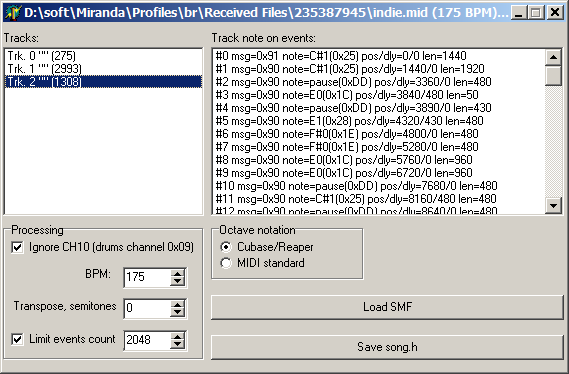 D:\soft\Miranda\Profiles\br\Received Files\235387945\indie.mid (175 BPM)...
Tracks:
Trk. 0 "" (275)
Trk. 1 "" (2993)
Trk. 2 "" (1308)
Track note on events:
#0 msg=0x91 note=C#1(0x25) pos/dly=0/0 len=1440
#1 msg=0x90 note=C#1(0x25) pos/dly=1440/0 len=1920
#2 msg=0x90 note=pause(0xDD) pos/dly=3360/0 len=480
#3 msg=0x90 note=E0(0x1C) pos/dly=3840/480 len=50
#4 msg=0x90 note=pause(0xDD) pos/dly=3890/0 len=430
#5 msg=0x90 note=E1(0x28) pos/dly=4320/430 len=480
#6 msg=0x90 note=F#0(0x1E) pos/dly=4800/0 len=480
#7 msg=0x90 note=F#0(0x1E) pos/dly=5280/0 len=480
#8 msg=0x90 note=E0(0x1C) pos/dly=5760/0 len=960
#9 msg=0x90 note=E0(0x1C) pos/dly=6720/0 len=960
#10 msg=0x90 note=pause(0xDD) pos/dly=7680/0 len=480
#11 msg=0x90 note=C#1(0x25) pos/dly=8160/480 len=480
#12 msg=0x90 note=pause(0xDD) pos/dly=8640/0 len=480
Processing
Ignore CH10 (drums channel 0x09)
BPM: 175
Transpose, semitones 0
Limit events count 2048
Octave notation
Cubase/Reaper
MIDI standard
Load SMF
Save song.h